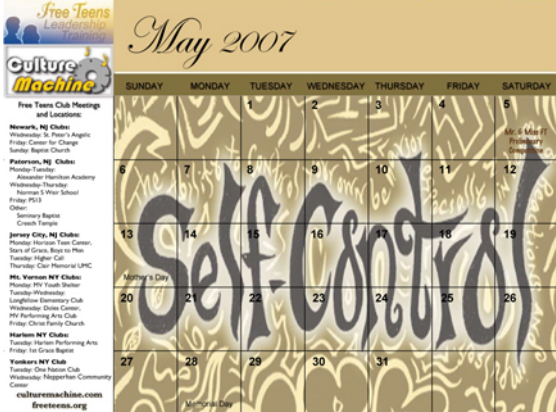 Free Teens
Leadership
Training
Culture
Machine
Free Teens Club Meetings
and Locations:
Newark, NJ Clubs:
Wednesday: St. Peter's Angelic
Friday: Center for Change
Sunday: Baptist Church
Paterson, NJ Clubs:
Monday-Tuesday:
Alexander Hamilton Academy
Wednesday-Thursday:
Norman S Weir School
Friday: PS13
Other:
Seminary Baptist
Creech Temple
Jersey City, NJ Clubs:
Monday: Horizon Teen Center,
Stars of Grace, Boyz to Men
Tuesday: Higher Call
Thursday: Clair Memorial UMC
Mt. Vernon NY Clubs:
Monday: MV Youth Shelter
Tuesday-Wednesday:
Longfellow Elementary Club
Wednesday: Doles Center,
MV Performing Arts Club
Friday: Christ Family Church
Harlem NY Clubs:
Tuesday: Harlem Performing Arts
Friday: 1st Grace Baptist
Yonkers NY Club
Tuesday: One Nation Club
Wednesday: Nepperhan Community
Center
culturemachine.com
freeteens.org
May 2007
SUNDAY MONDAY TUESDAY WEDNESDAY THURSDAY FRIDAY SATURDAY
1 2 3 4 5
Mr. & Miss FT
Preliminary
Competition
6 7 8 9 10 11 12
Self-Control
13 14 15 16 17 18 19
Mother's Day
20 21 22 23 24 25 26
27 28 29 30 31
Memorial Day